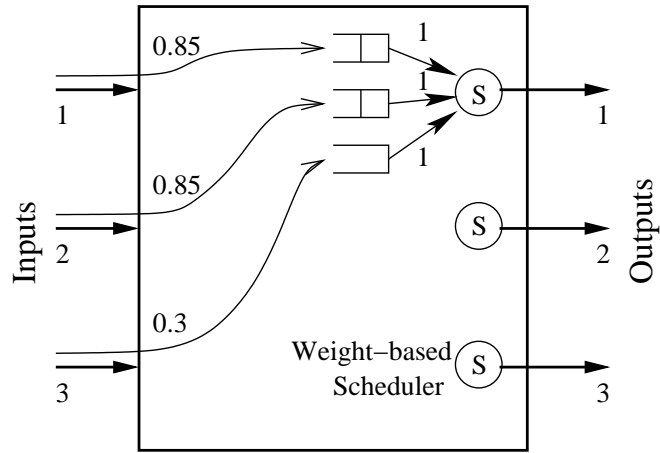 0.85
1
S
1
1
1
0.85
1
Inputs
2
S
2
Outputs
0.3
Weight-based
Scheduler
S
3
3